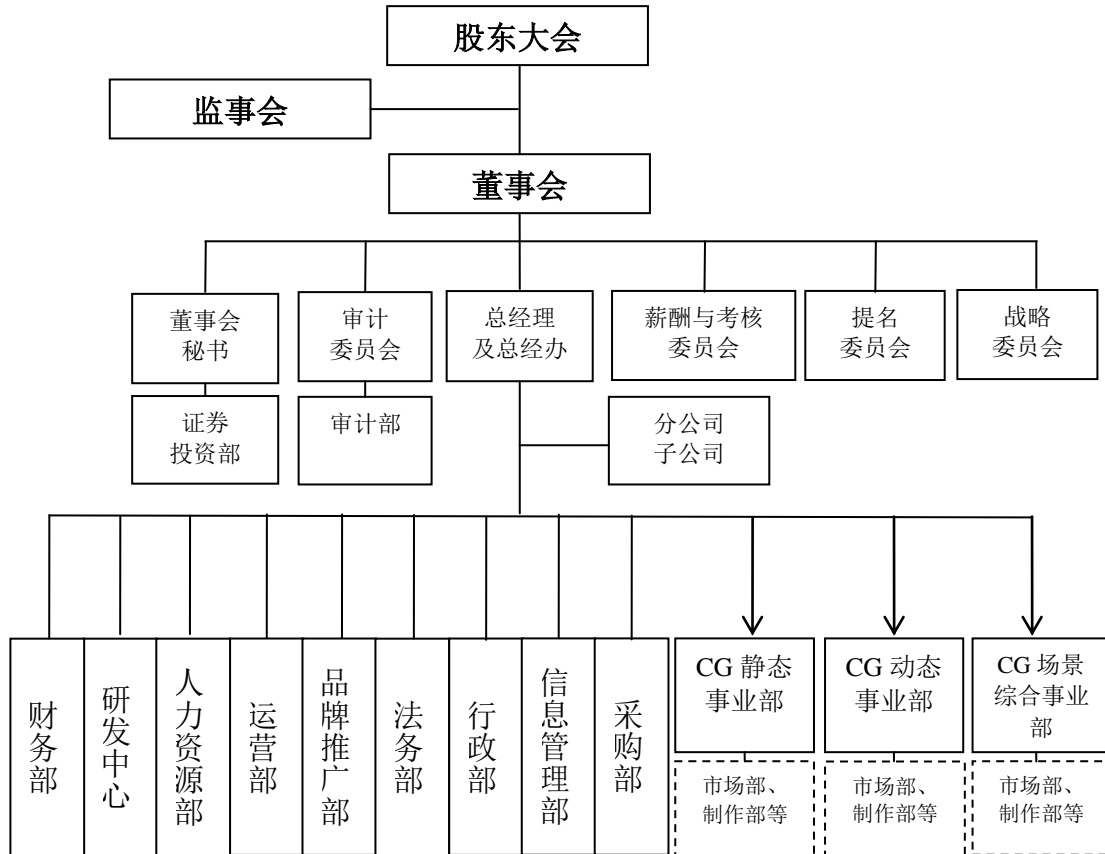 股东大会
监事会
董事会
董事会
秘书
审计
委员会
总经理
及总经办
薪酬与考核
委员会
提名
委员会
战略
委员会
证券
投资部
审计部
分公司
子公司
财务部
研发中心
人力资源部
运营部
品牌推广部
法务部
行政部
信息管理部
采购部
CG 静态
事业部
CG 动态
事业部
CG 场景
综合事业
部
市场部、
制作部等
市场部、
制作部等
市场部、
制作部等